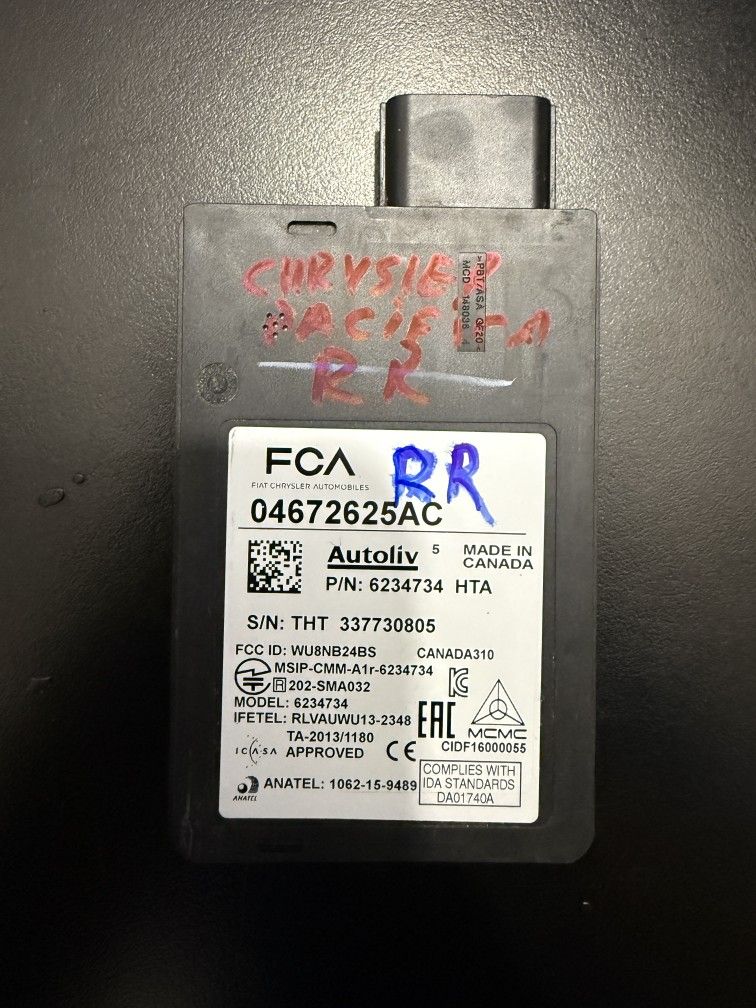 CHRYSLER
PACIFICA
RR
>PBT/ASA GF20<
MCD 148036 4
FCA
FIAT CHRYSLER AUTOMOBILES
RR
04672625AC
Autoliv 5 MADE IN CANADA
P/N: 6234734 HTA
S/N: THT 337730805
FCC ID: WU8NB24BS CANADA310
MSIP-CMM-A1r-6234734
R 202-SMA032
MODEL: 6234734
IFETEL: RLVAUWU13-2348
EAC
MCMC
CIDF16000055
TA-2013/1180
ICASA APPROVED CE
ANATEL
ANATEL: 1062-15-9489
COMPLIES WITH
IDA STANDARDS
DA01740A